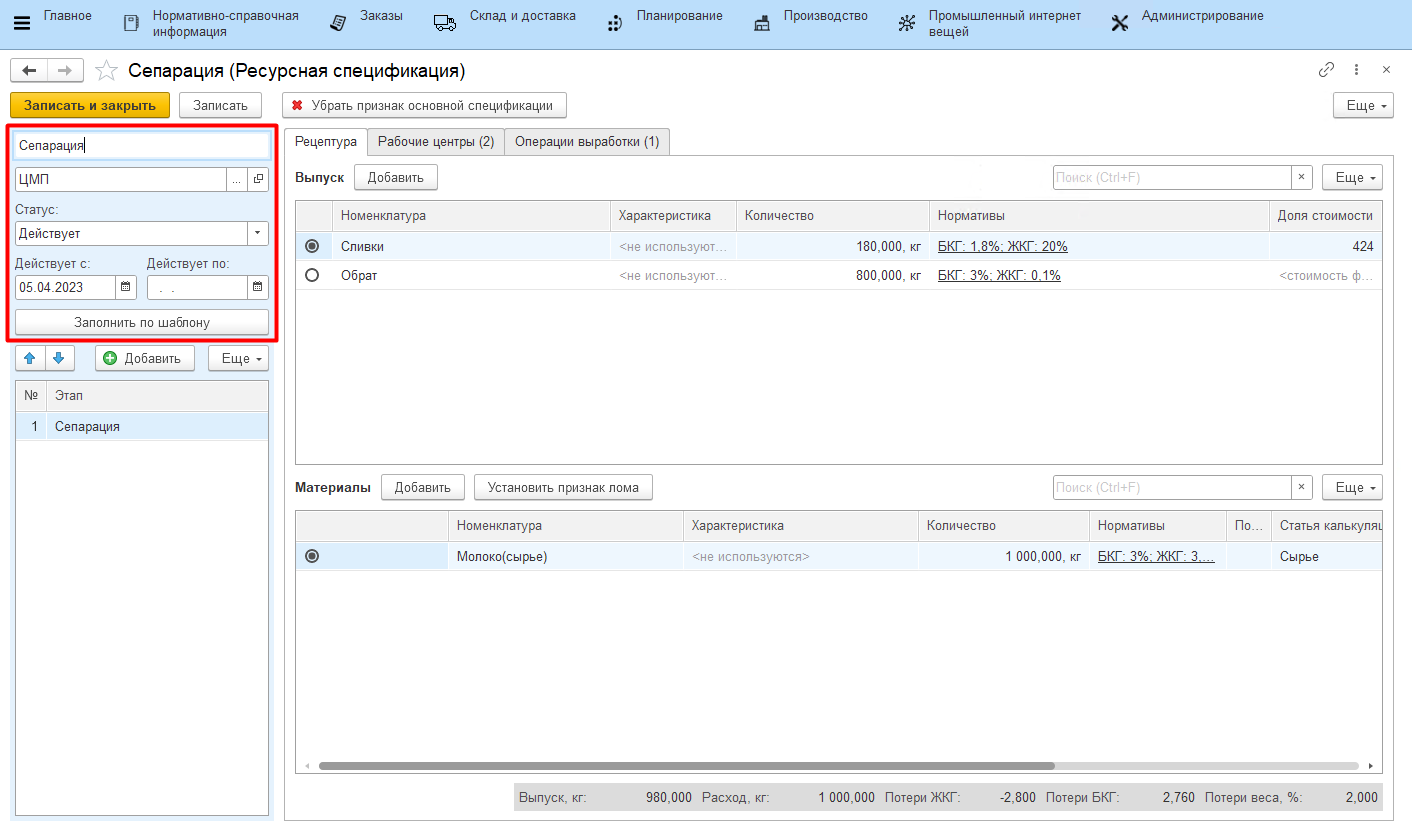 Главное
Нормативно-справочная
информация
Заказы
Склад и доставка
Планирование
Производство
Промышленный интернет
вещей
Администрирование
Сепарация (Ресурсная спецификация)
Записать и закрыть
Записать
Убрать признак основной спецификации
Еще
Сепарация
ЦМП
...
Статус:
Действует
Действует с:
Действует по:
05.04.2023
. .
Заполнить по шаблону
Добавить
Еще
№
Этап
1
Сепарация
Рецептура
Рабочие центры (2)
Операции выработки (1)
Выпуск
Добавить
Поиск (Ctrl+F)
×
Еще
Номенклатура
Характеристика
Количество
Нормативы
Доля стоимости
Сливки
<не используют...
180,000, кг
БКГ: 1,8%; ЖКГ: 20%
424
Обрат
<не используют...
800,000, кг
БКГ: 3%; ЖКГ: 0,1%
<стоимость ф...
Материалы
Добавить
Установить признак лома
Поиск (Ctrl+F)
×
Еще
Номенклатура
Характеристика
Количество
Нормативы
По...
Статья калькуляц
Молоко(сырье)
<не используются>
1 000,000, кг
БКГ: 3%; ЖКГ: 3,...
Сырье
Выпуск, кг: 980,000 Расход, кг: 1 000,000 Потери ЖКГ: -2,800 Потери БКГ: 2,760 Потери веса, %: 2,000